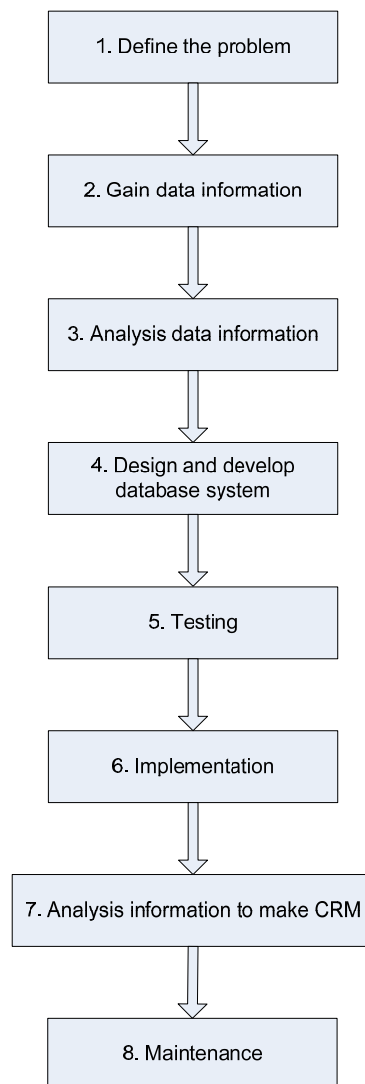 1. Define the problem
2. Gain data information
3. Analysis data information
4. Design and develop
database system
5. Testing
6. Implementation
7. Analysis information to make CRM
8. Maintenance